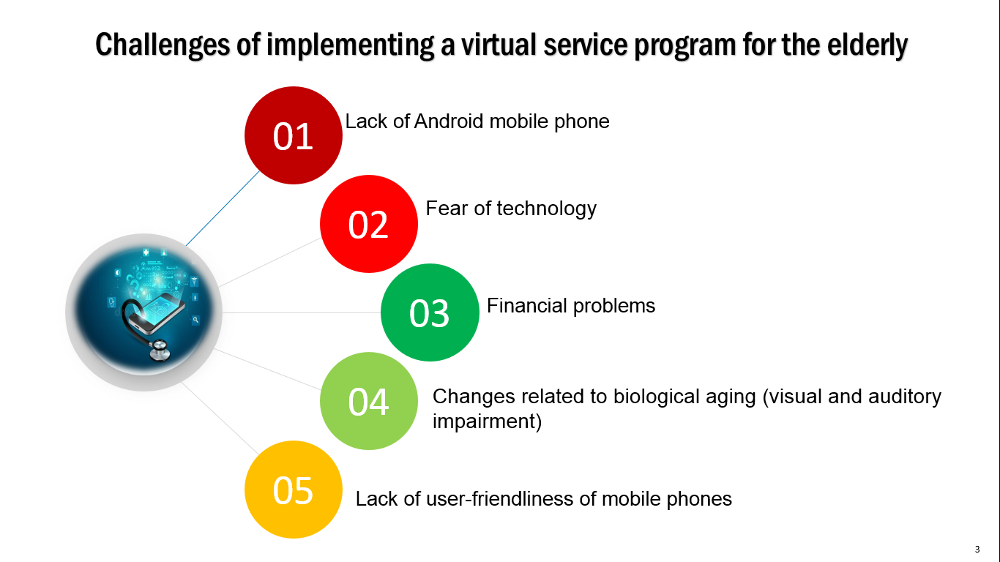 Challenges of implementing a virtual service program for the elderly
01
Lack of Android mobile phone
02
Fear of technology
03
Financial problems
04
Changes related to biological aging (visual and auditory
impairment)
05
Lack of user-friendliness of mobile phones
3